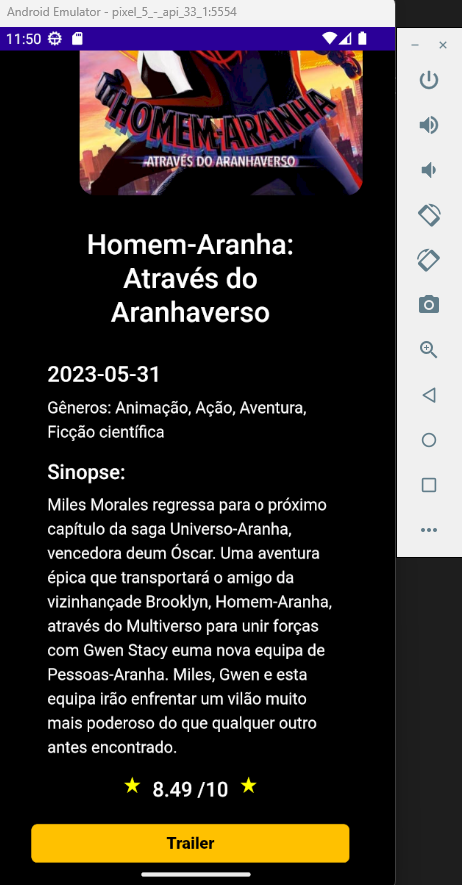 Android Emulator - pixel_5_-_api_33_1:5554
11:50
HOMEM-ARANHA
ATRAVÉS DO ARANHAVERSO
Homem-Aranha:
Através do
Aranhaverso
2023-05-31
Gêneros: Animação, Ação, Aventura,
Ficção científica
Sinopse:
Miles Morales regressa para o próximo
capítulo da saga Universo-Aranha,
vencedora deum Óscar. Uma aventura
épica que transportará o amigo da
vizinhançade Brooklyn, Homem-Aranha,
através do Multiverso para unir forças
com Gwen Stacy euma nova equipa de
Pessoas-Aranha. Miles, Gwen e esta
equipa irão enfrentar um vilão muito
mais poderoso do que qualquer outro
antes encontrado.
8.49 /10
Trailer